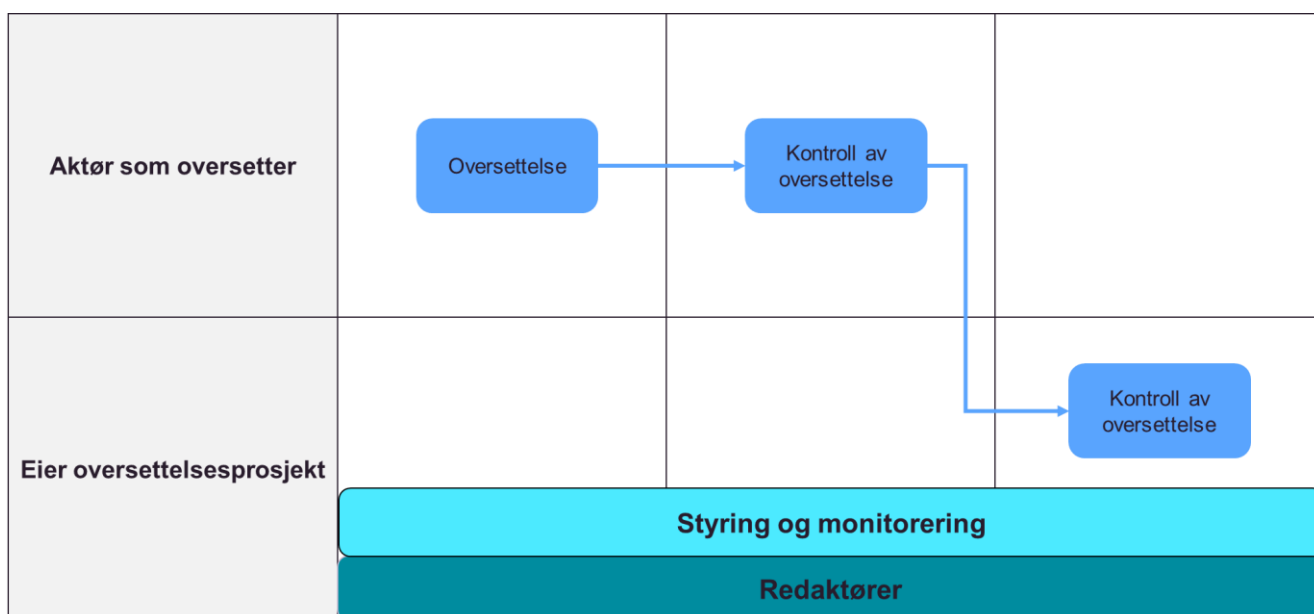 Aktør som oversetter
Oversettelse
Kontroll av
oversettelse
Eier oversettelsesprosjekt
Kontroll av
oversettelse
Styring og monitorering
Redaktører